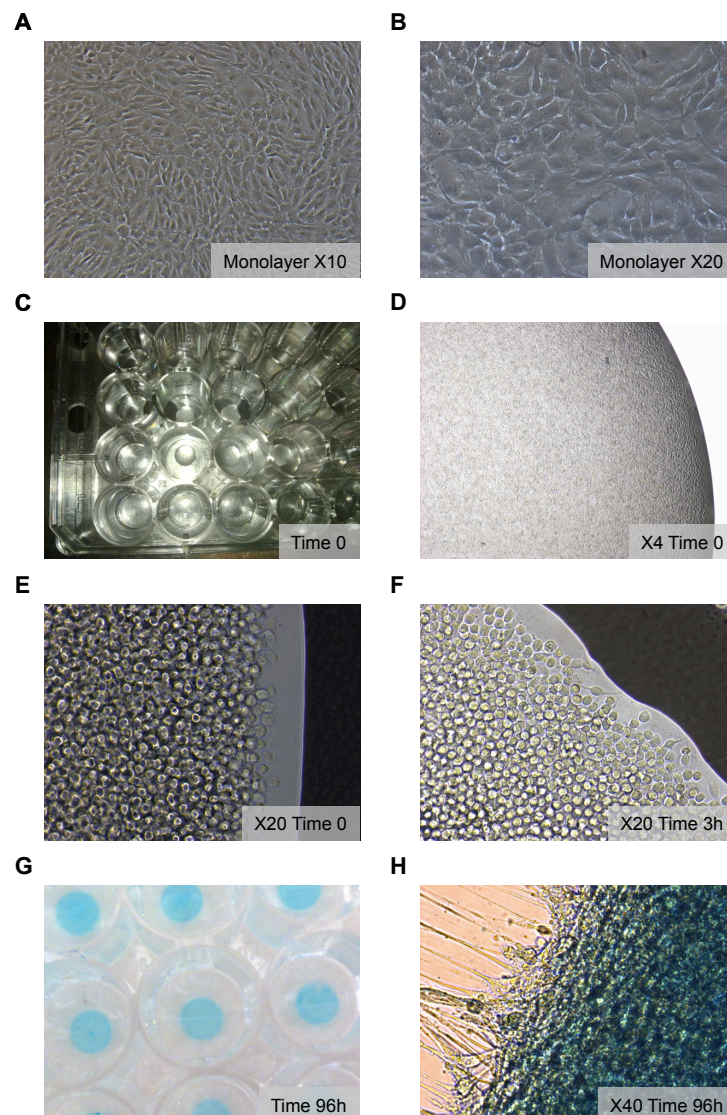 A
B
Monolayer X10
Monolayer X20
C
D
Time 0
X4 Time 0
E
F
X20 Time 0
X20 Time 3h
G
H
Time 96h
X40 Time 96h